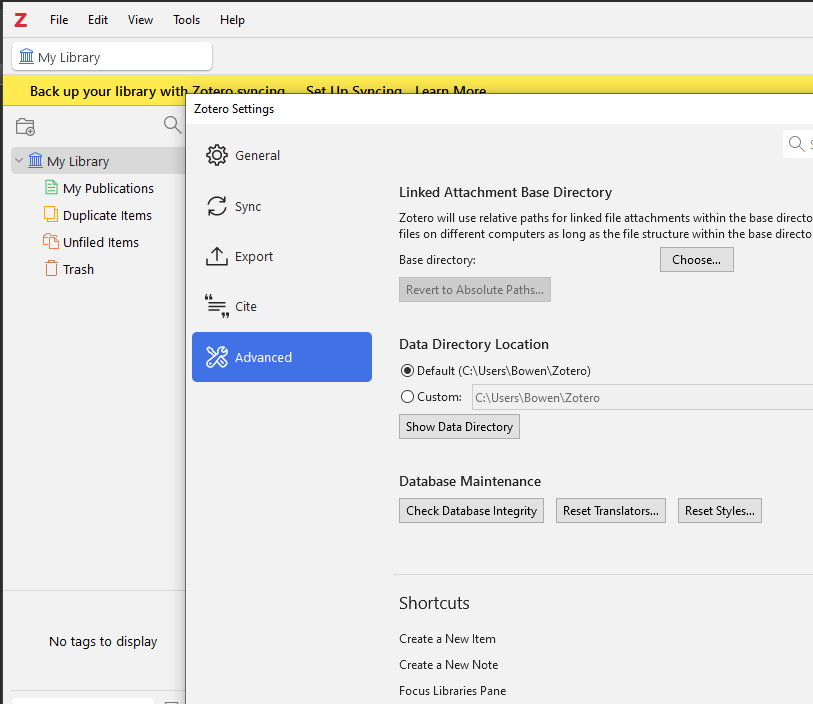 Z File Edit View Tools Help
My Library
Back up your library with Zotero syncing Set Up Syncing Learn More
Zotero Settings
My Library
My Publications
Duplicate Items
Unfiled Items
Trash
No tags to display
General
Sync
Export
Cite
Advanced
Linked Attachment Base Directory
Zotero will use relative paths for linked file attachments within the base
files on different computers as long as the file structure within the base
Base directory:
Choose...
Revert to Absolute Paths...
Data Directory Location
Default (C:\Users\Bowen\Zotero)
Custom: C:\Users\Bowen\Zotero
Show Data Directory
Database Maintenance
Check Database Integrity Reset Translators... Reset Styles...
Shortcuts
Create a New Item
Create a New Note
Focus Libraries Pane